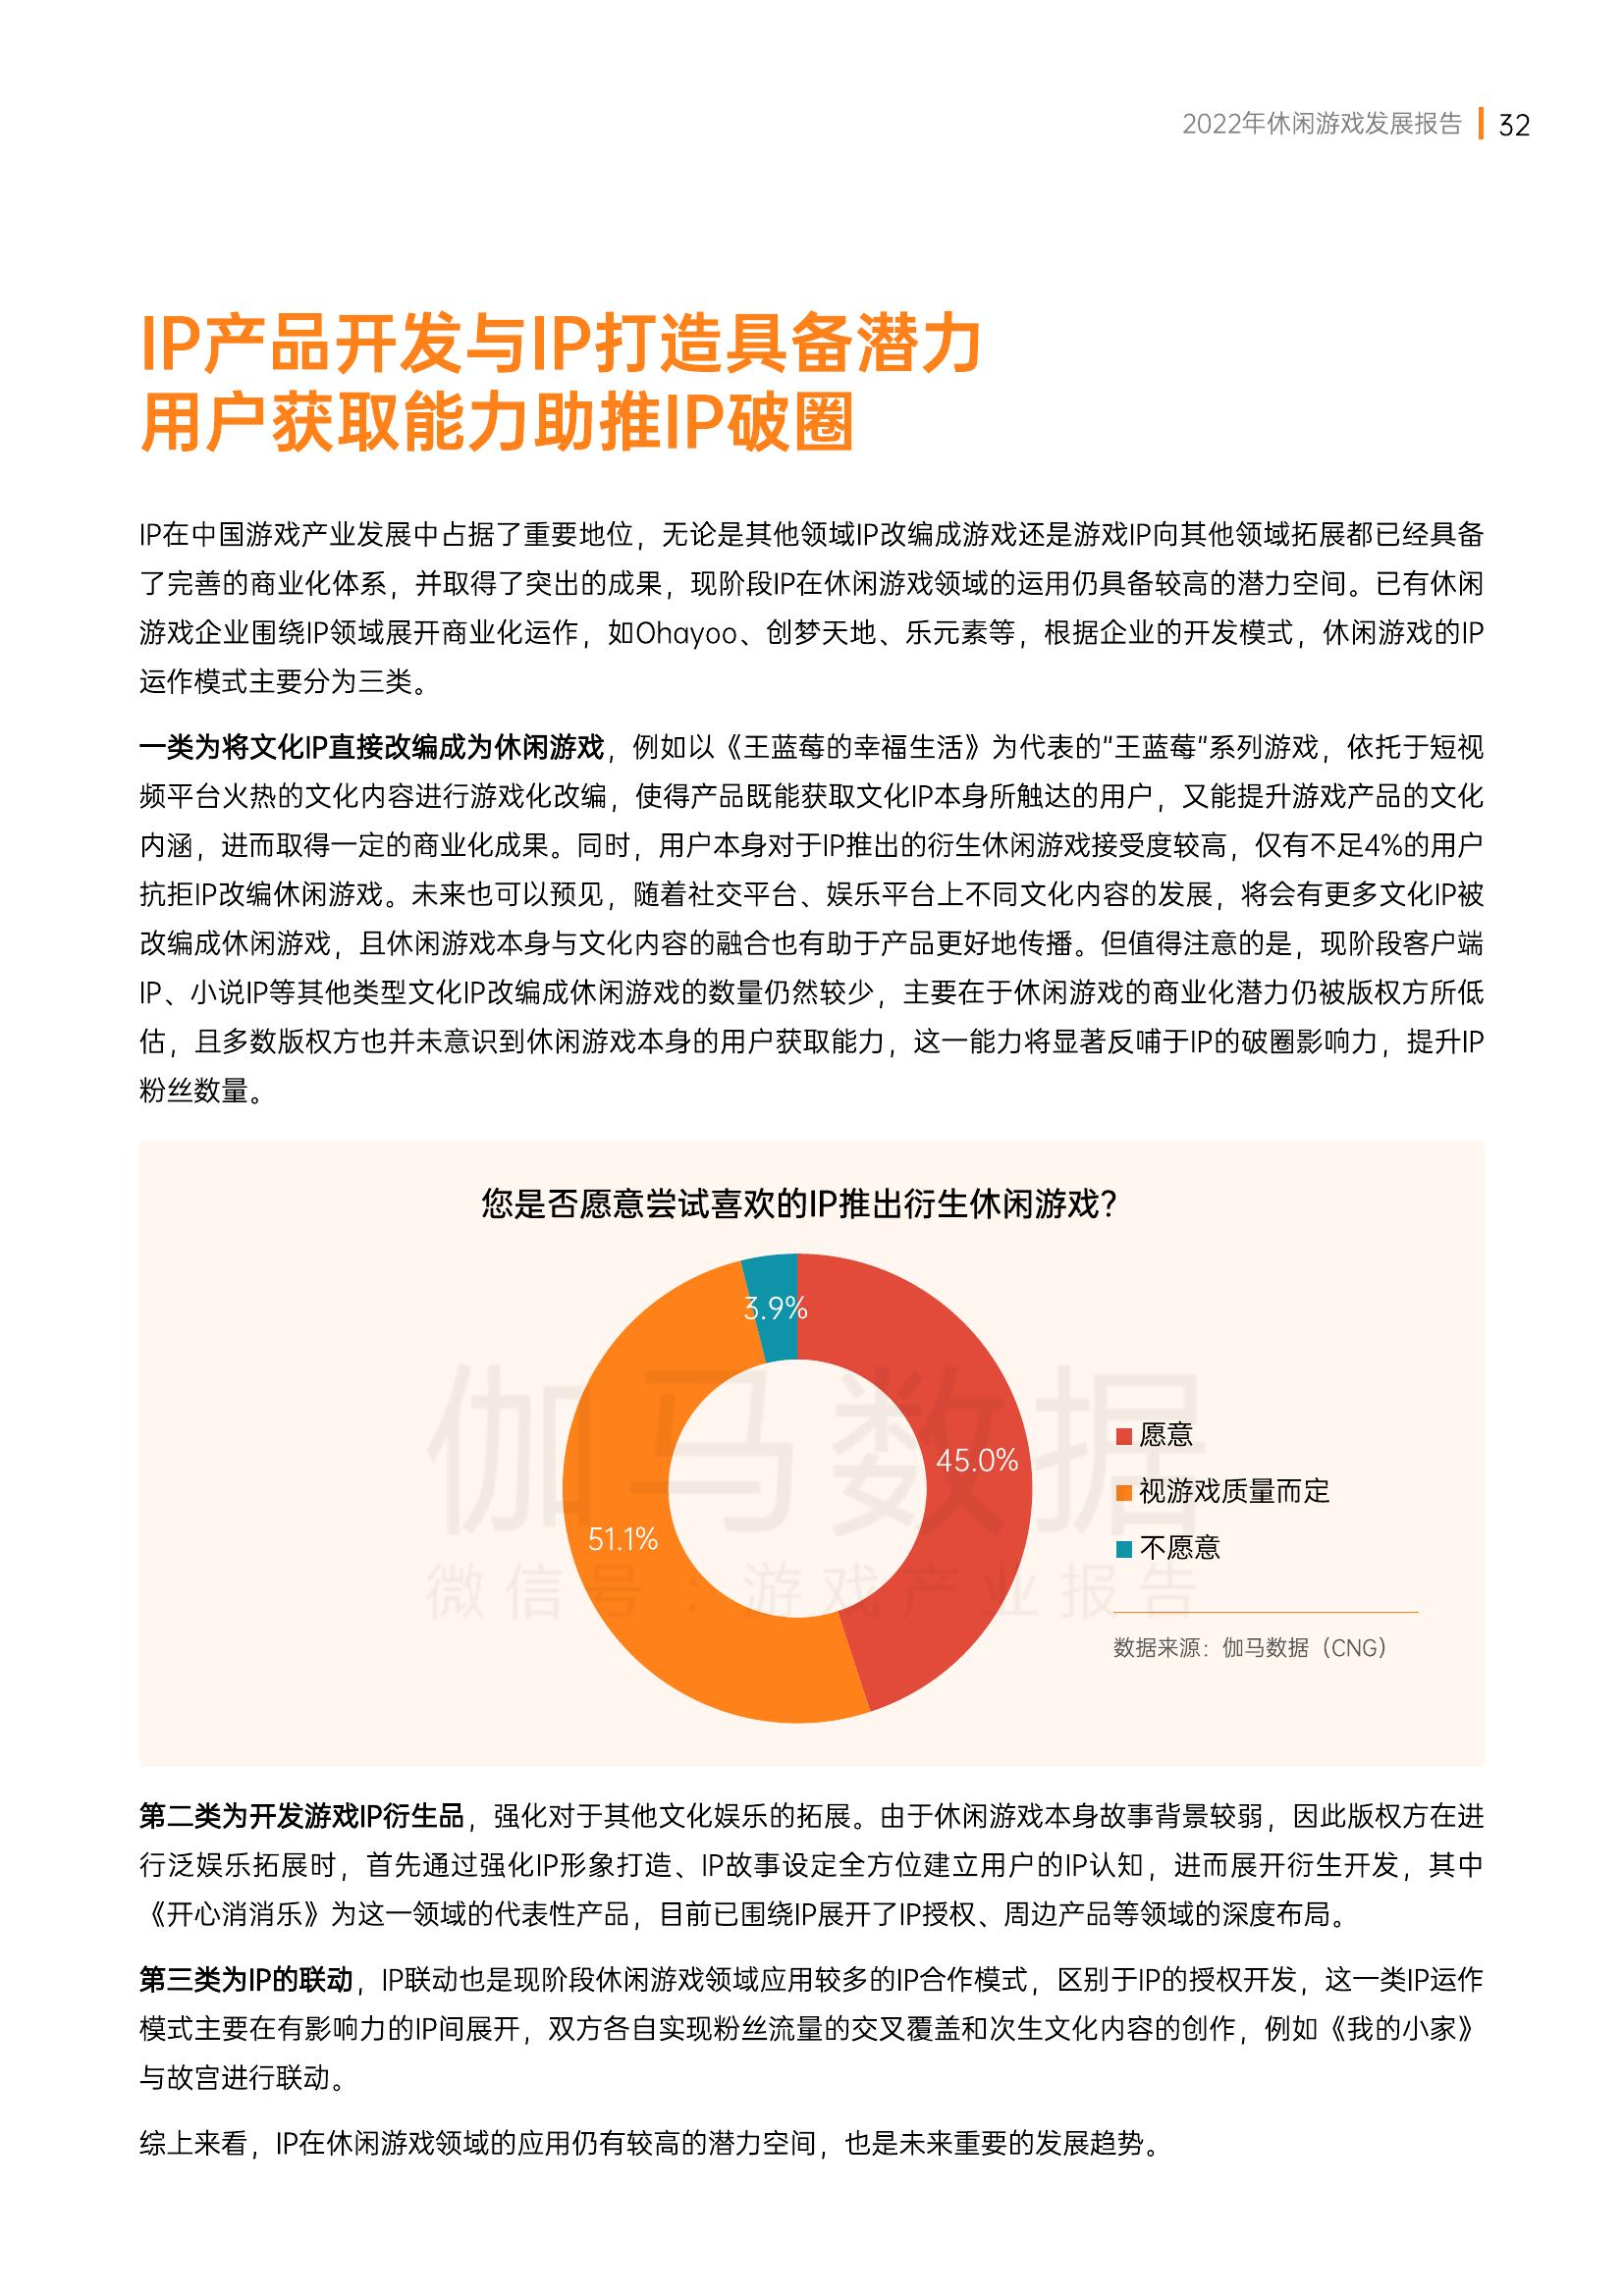 2022年休闲游戏发展报告 32
IP产品开发与IP打造具备潜力
用户获取能力助推IP破圈
IP在中国游戏产业发展中占据了重要地位，无论是其他领域IP改编成游戏还是游戏IP向其他领域拓展都已经具备
了完善的商业化体系，并取得了突出的成果，现阶段IP在休闲游戏领域的运用仍具备较高的潜力空间。已有休闲
游戏企业围绕IP领域展开商业化运作，如Ohayoo、创梦天地、乐元素等，根据企业的开发模式，休闲游戏的IP
运作模式主要分为三类。
一类为将文化IP直接改编成为休闲游戏，例如以《王蓝莓的幸福生活》为代表的"王蓝莓"系列游戏，依托于短视
频平台火热的文化内容进行游戏化改编，使得产品既能获取文化IP本身所触达的用户，又能提升游戏产品的文化
内涵，进而取得一定的商业化成果。同时，用户本身对于IP推出的衍生休闲游戏接受度较高，仅有不足4%的用户
抗拒IP改编休闲游戏。未来也可以预见，随着社交平台、娱乐平台上不同文化内容的发展，将会有更多文化IP被
改编成休闲游戏，且休闲游戏本身与文化内容的融合也有助于产品更好地传播。但值得注意的是，现阶段客户端
IP、小说IP等其他类型文化IP改编成休闲游戏的数量仍然较少，主要在于休闲游戏的商业化潜力仍被版权方所低
估，且多数版权方也并未意识到休闲游戏本身的用户获取能力，这一能力将显著反哺于IP的破圈影响力，提升IP
粉丝数量。
您是否愿意尝试喜欢的IP推出衍生休闲游戏？
3.9%
45.0%
51.1%
愿意
视游戏质量而定
不愿意
伽马数据
微信号：游戏产业报告
数据来源：伽马数据（CNG）
第二类为开发游戏IP衍生品，强化对于其他文化娱乐的拓展。由于休闲游戏本身故事背景较弱，因此版权方在进
行泛娱乐拓展时，首先通过强化IP形象打造、IP故事设定全方位建立用户的IP认知，进而展开衍生开发，其中
《开心消消乐》为这一领域的代表性产品，目前已围绕IP展开了IP授权、周边产品等领域的深度布局。
第三类为IP的联动，IP联动也是现阶段休闲游戏领域应用较多的IP合作模式，区别于IP的授权开发，这一类IP运作
模式主要在有影响力的IP间展开，双方各自实现粉丝流量的交叉覆盖和次生文化内容的创作，例如《我的小家》
与故宫进行联动。
综上来看，IP在休闲游戏领域的应用仍有较高的潜力空间，也是未来重要的发展趋势。